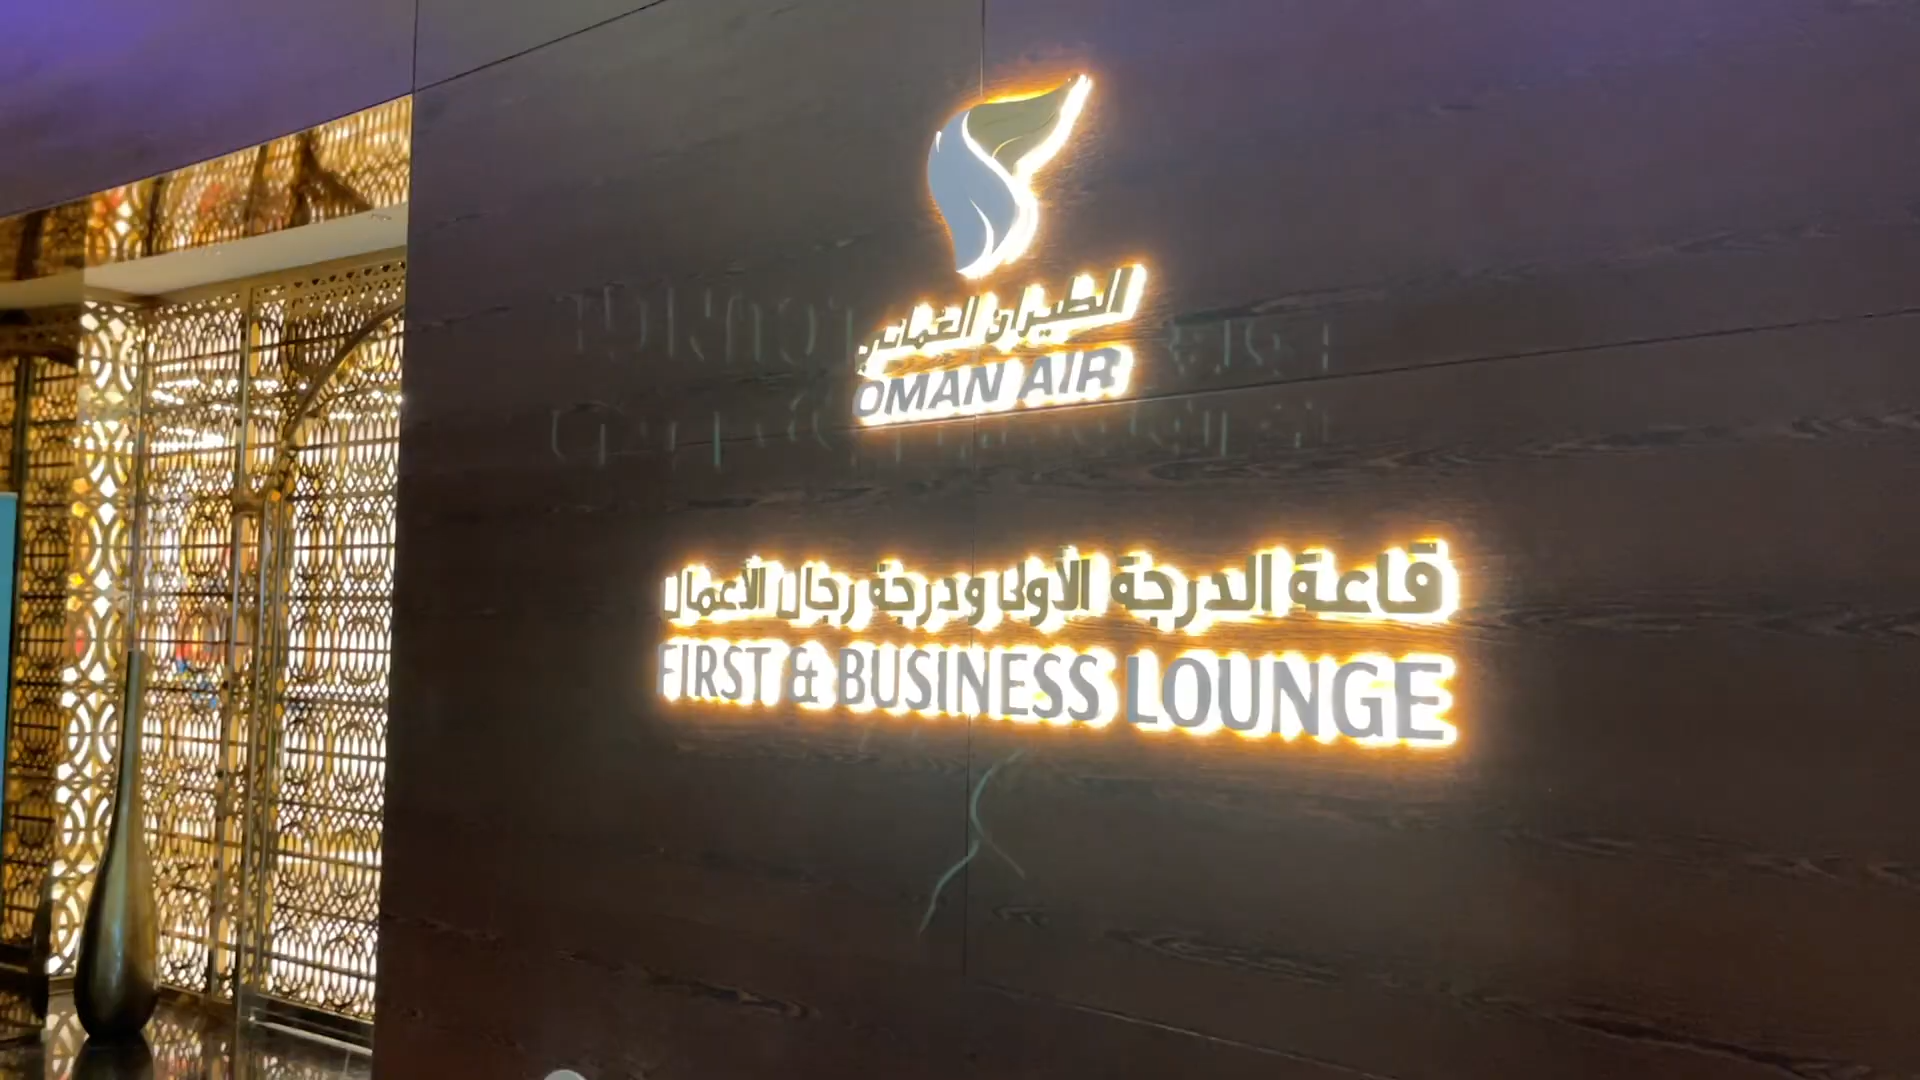 الطيران العماني
OMAN AIR
قاعة الدرجة الأولى ودرجة رجال الأعمال
FIRST & BUSINESS LOUNGE